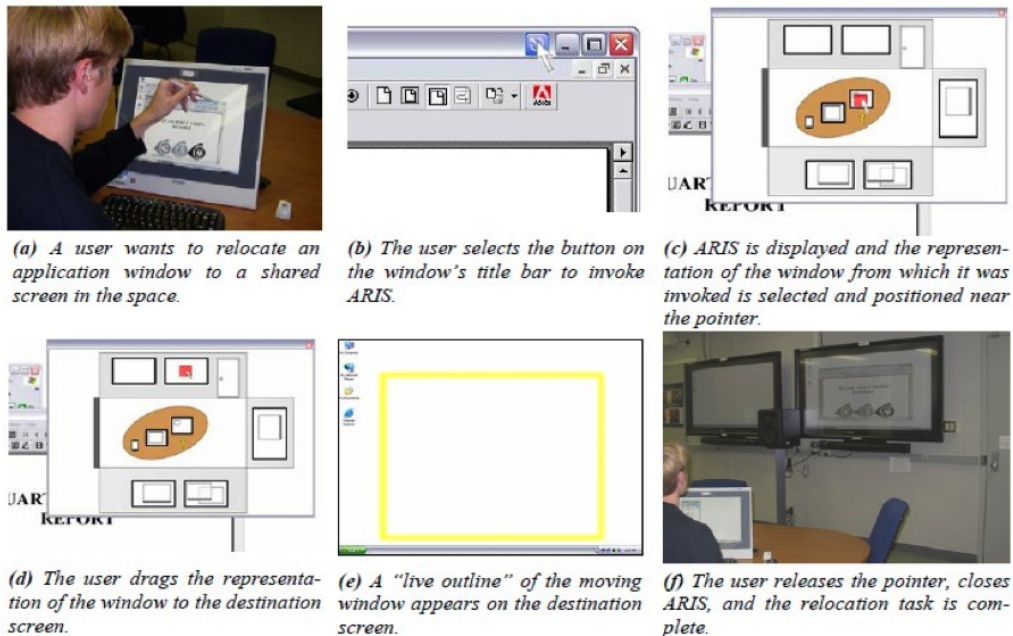 (a) A user wants to relocate an
application window to a shared
screen in the space.
Adobe
(b) The user selects the button on
the window's title bar to invoke
ARIS.
UAR
REPORT
(c) ARIS is displayed and the represen-
tation of the window from which it was
invoked is selected and positioned near
the pointer.
UAR
REPORT
(d) The user drags the representa-
tion of the window to the destination
screen.
(e) A “live outline” of the moving
window appears on the destination
screen.
(f) The user releases the pointer, closes
ARIS, and the relocation task is com-
plete.